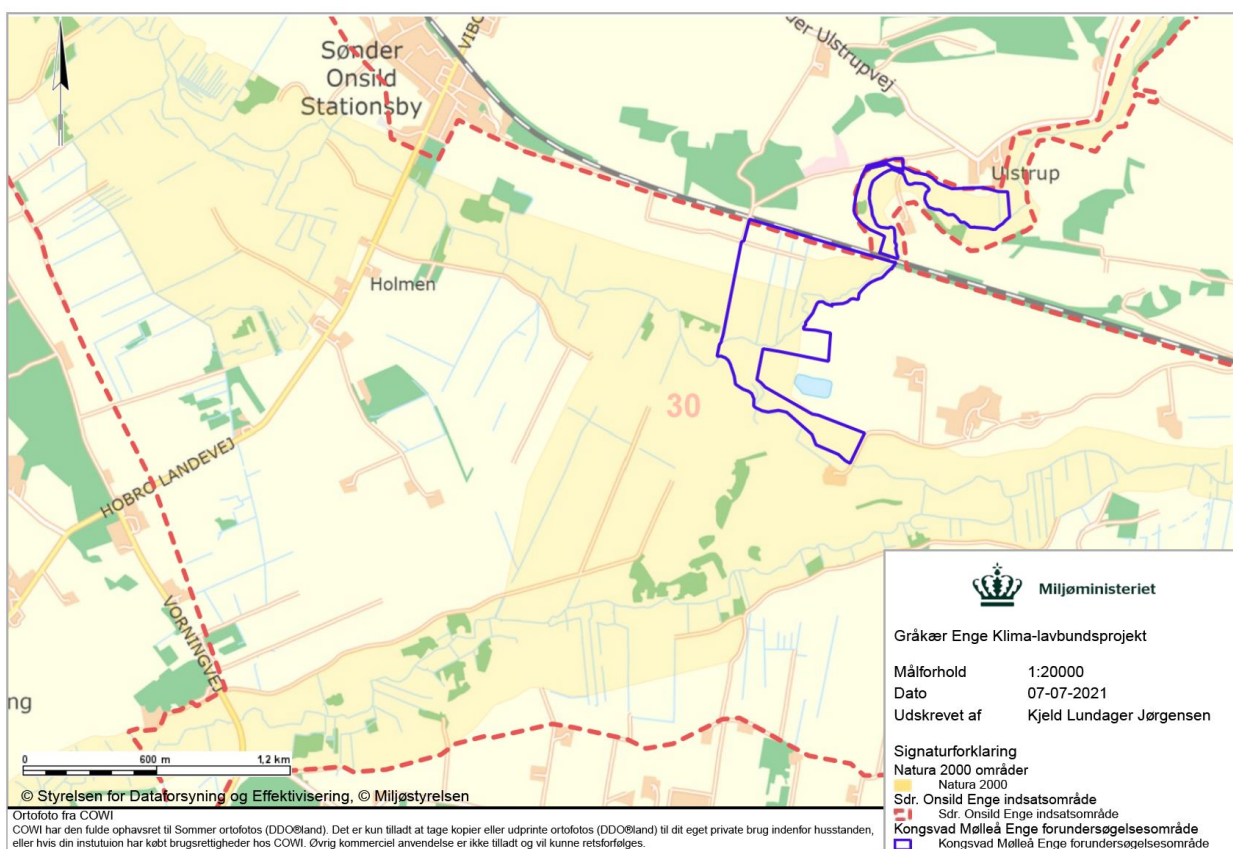 Sønder
Onsild
Stationsby
VIBO
der Ulstrupvej
Ulstrup
Holmen
30
HOBRO LANDEVEJ
VORNINGVEJ
ng
0 600 m 1,2 km
© Styrelsen for Dataforsyning og Effektivisering, © Miljøstyrelsen
Ortofoto fra COWI
COWI har den fulde ophavsret til Sommer ortofotos (DDO®land). Det er kun tilladt at tage kopier eller udprinte ortofotos (DDO®land) til dit eget private brug indenfor husstanden,
eller hvis din instutuion har købt brugsrettigheder hos COWI. Øvrig kommerciel anvendelse er ikke tilladt og vil kunne retsforfølges.
Miljøministeriet
Gråkær Enge Klima-lavbundsprojekt
Målforhold 1:20000
Dato 07-07-2021
Udskrevet af Kjeld Lundager Jørgensen
Signaturforklaring
Natura 2000 områder
Natura 2000
Sdr. Onsild Enge indsatsområde
Sdr. Onsild Enge indsatsområde
Kongsvad Mølleå Enge forundersøgelsesområde
Kongsvad Mølleå Enge forundersøgelsesområde